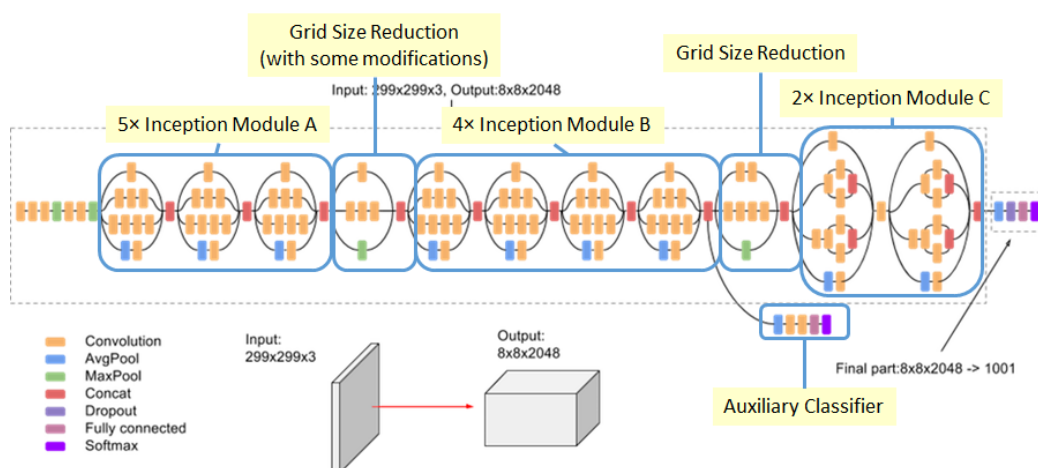 Grid Size Reduction
(with some modifications)
Grid Size Reduction
Input: 299x299x3, Output:8x8x2048
2× Inception Module C
5× Inception Module A
4× Inception Module B
Convolution
AvgPool
MaxPool
Concat
Dropout
Fully connected
Softmax
Input:
299x299x3
Output:
8x8x2048
Final part:8x8x2048 -> 1001
Auxiliary Classifier